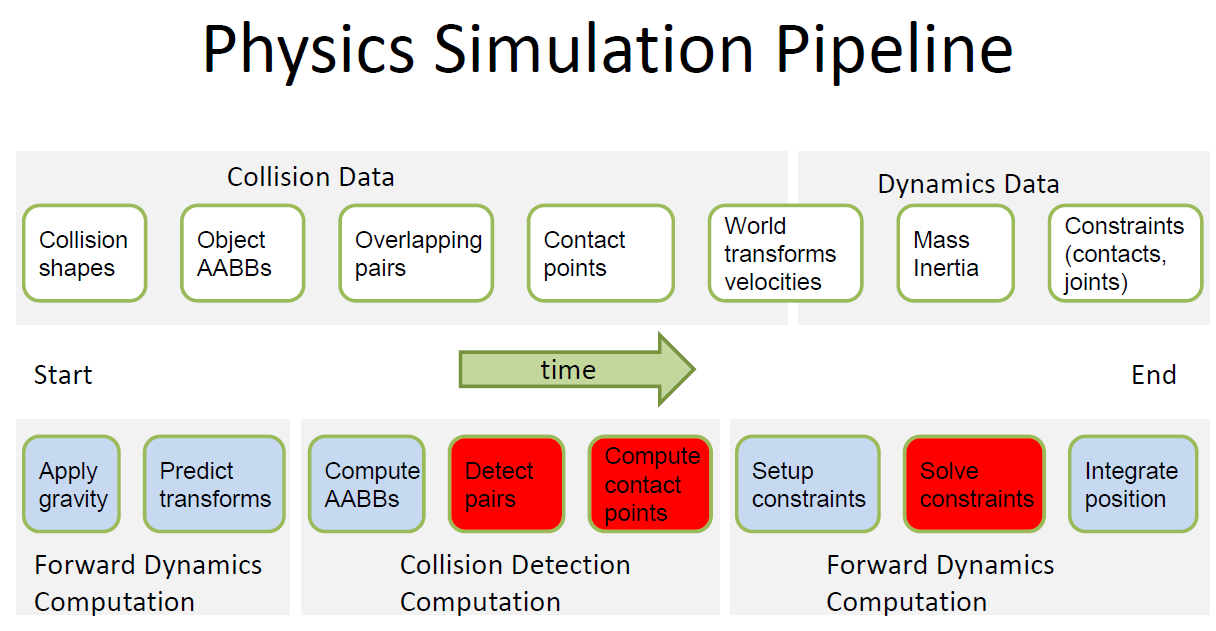 Physics Simulation Pipeline
Collision Data
Dynamics Data
Collision
shapes
Object
AABBs
Overlapping
pairs
Contact
points
World
transforms
velocities
Mass
Inertia
Constraints
(contacts,
joints)
Start
time
End
Apply
gravity
Predict
transforms
Compute
AABBs
Detect
pairs
Compute
contact
points
Setup
constraints
Solve
constraints
Integrate
position
Forward Dynamics
Computation
Collision Detection
Computation
Forward Dynamics
Computation